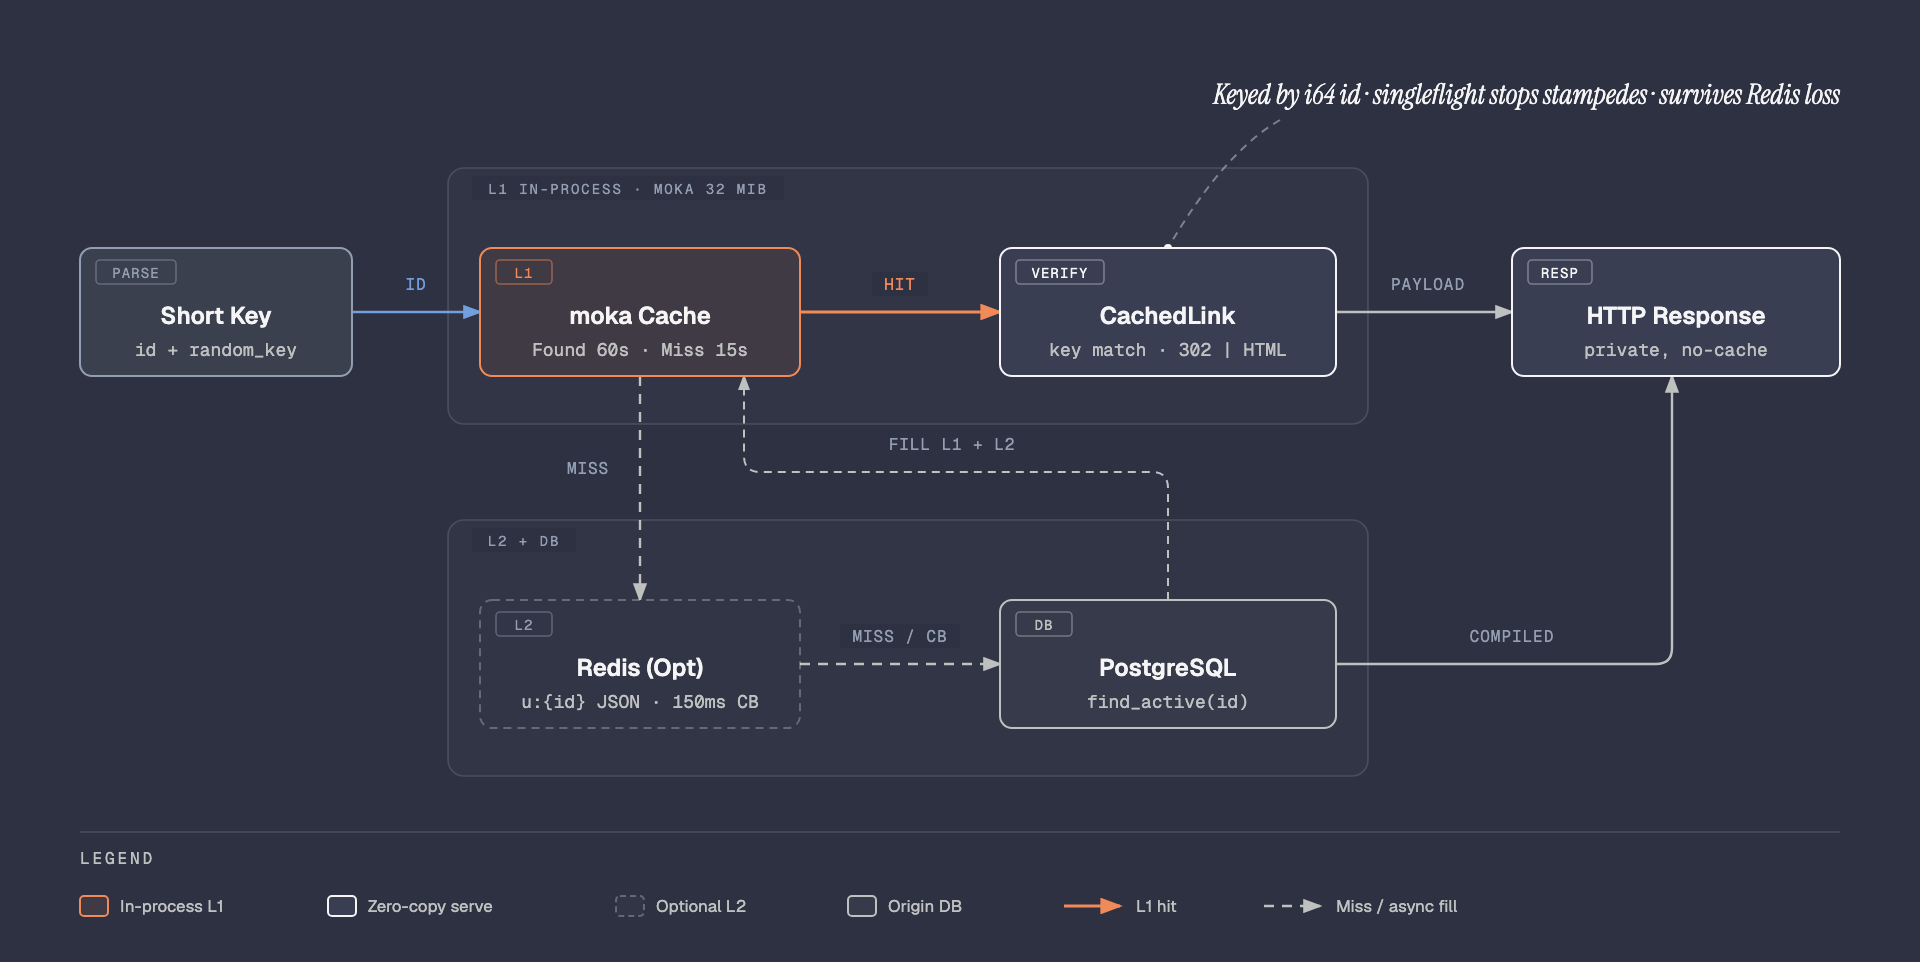 Keyed by i64 id · singleflight stops stampedes · survives Redis loss
L1 IN-PROCESS · MOKA 32 MIB
PARSE
Short Key
id + random_key
ID
L1
moka Cache
Found 60s · Miss 15s
HIT
VERIFY
CachedLink
key match · 302 | HTML
PAYLOAD
RESP
HTTP Response
private, no-cache
MISS
FILL L1 + L2
L2 + DB
L2
Redis (Opt)
u:{id} JSON · 150ms CB
MISS / CB
DB
PostgreSQL
find_active(id)
COMPILED
LEGEND
In-process L1
Zero-copy serve
Optional L2
Origin DB
L1 hit
Miss / async fill